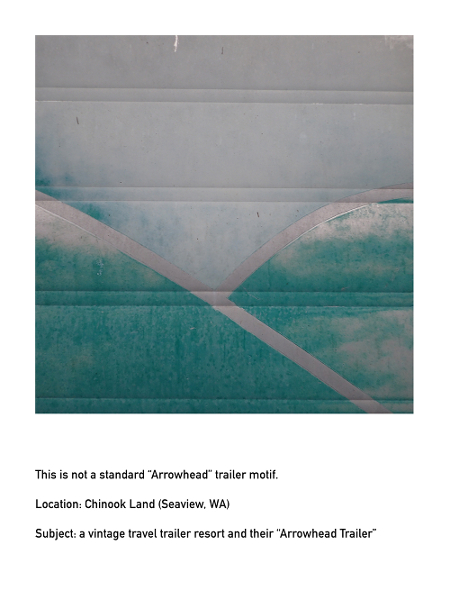 This is not a standard “Arrowhead” trailer motif.
Location: Chinook Land (Seaview, WA)
Subject: a vintage travel trailer resort and their “Arrowhead Trailer”